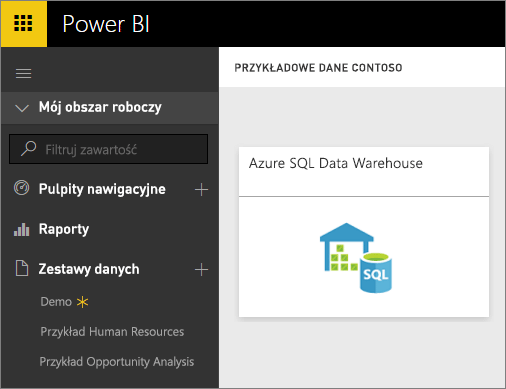 Power BI
PRZYKŁADOWE DANE CONTOSO
Mój obszar roboczy
Filtruj zawartość
Pulpity nawigacyjne
Raporty
Zestawy danych
Demo
Przykład Human Resources
Przykład Opportunity Analysis
Azure SQL Data Warehouse
SQL